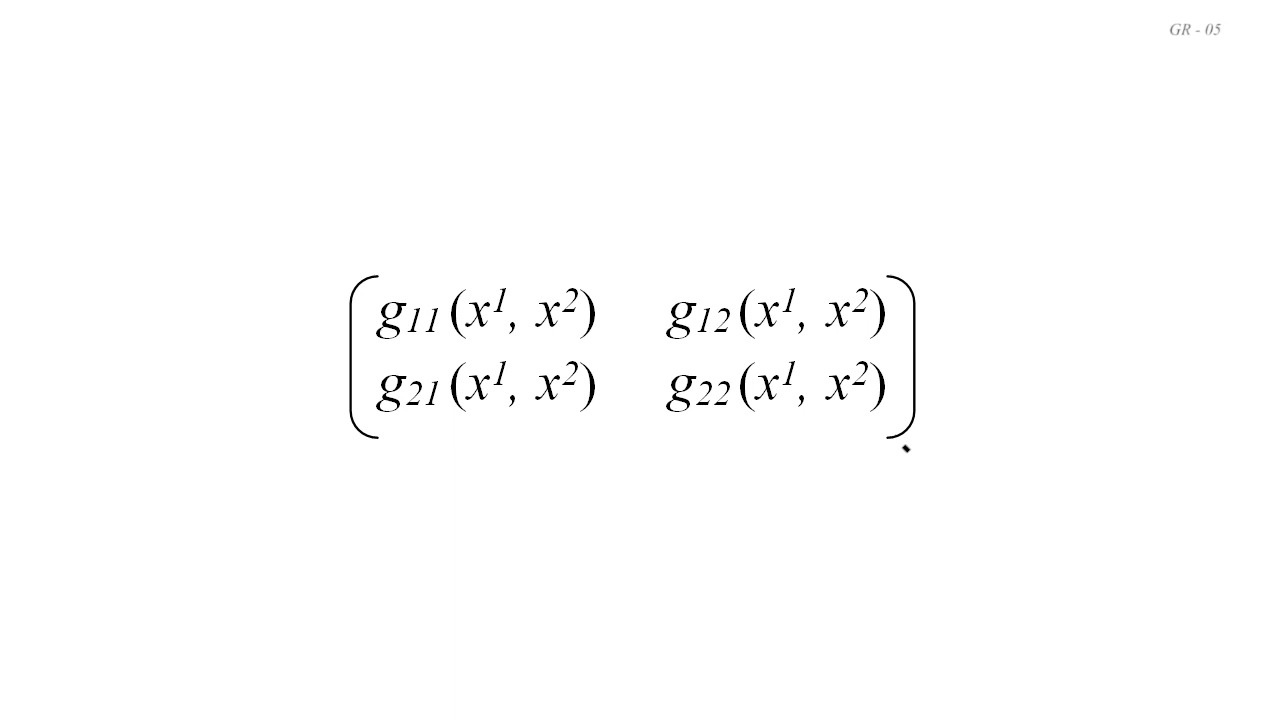 GR - 05
g₁₁(x¹, x²) g₁₂(x¹, x²)
g₂₁(x¹, x²) g₂₂(x¹, x²)